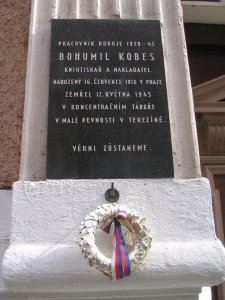 PRACOVNÍK ODBOJE 1939-45
BOHUMIL KOBES
KNIHTISKAŘ A NAKLADATEL
NAROZENÝ 16. ČERVENCE 1910 V PRAZE
ZEMŘEL 12. KVĚTNA 1945
V KONCENTRAČNÍM TÁBOŘE
V MALÉ PEVNOSTI V TEREZÍNĚ.
VĚRNI ZŮSTANEME.